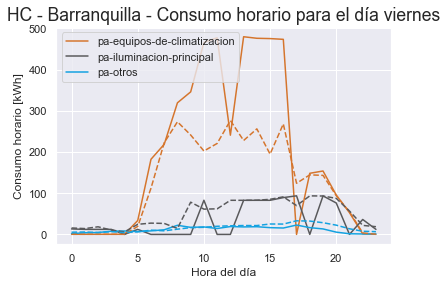 HC - Barranquilla - Consumo horario para el día viernes
500
400
300
200
100
0
Consumo horario [kWh]
pa-equipos-de-climatizacion
pa-iluminacion-principal
pa-otros
0 5 10 15 20
Hora del día